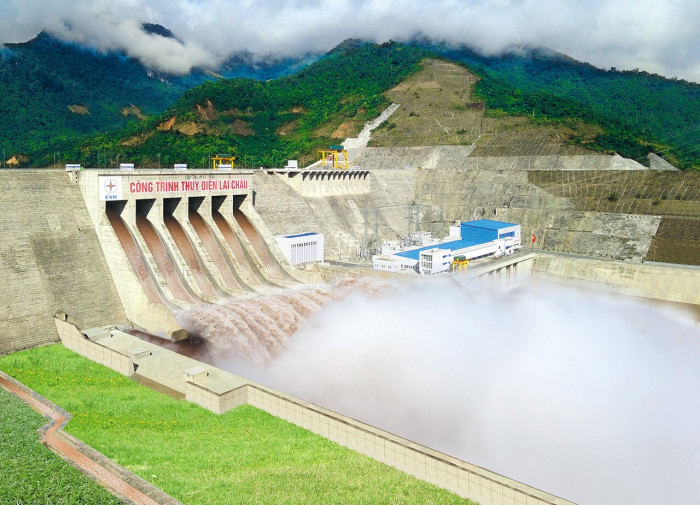 EVN
CÔNG TRÌNH THỦY ĐIỆN LAI CHÂU